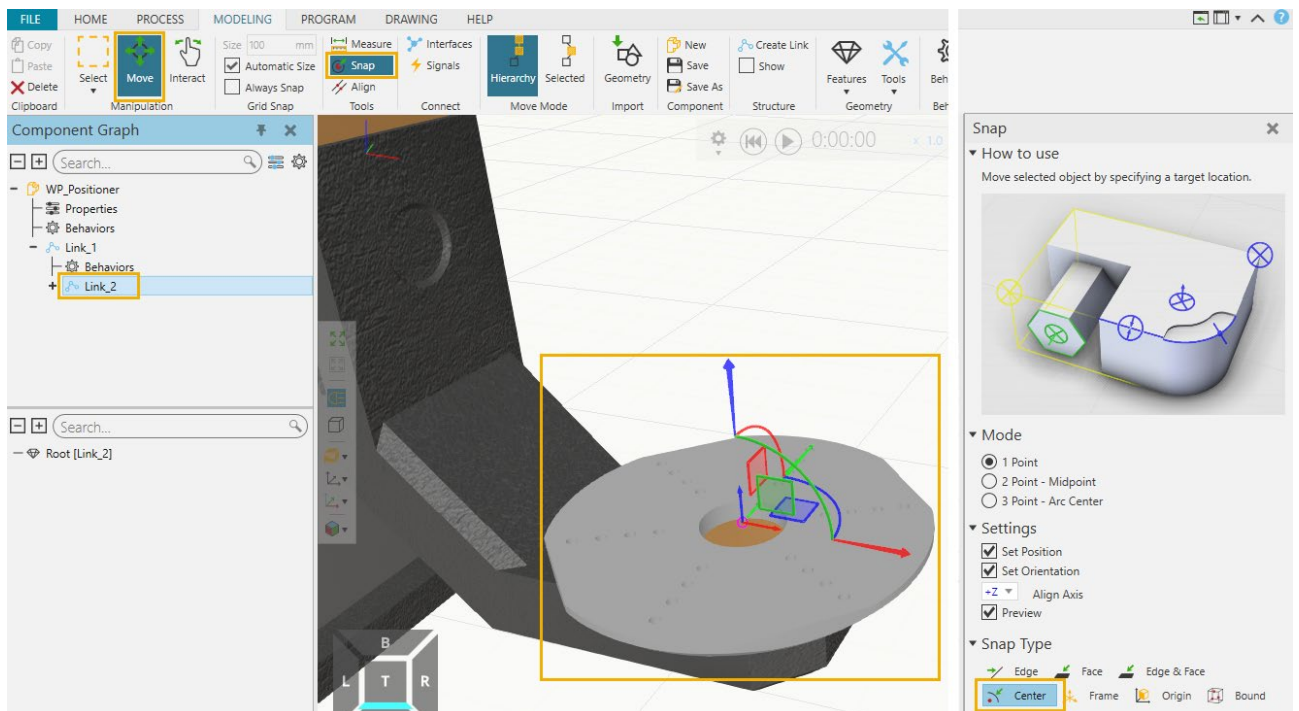 FILE HOME PROCESS MODELING PROGRAM DRAWING HELP
Copy
Paste
Delete
Clipboard
Select
Move
Interact
Manipulation
Size 100 mm
Automatic Size
Always Snap
Grid Snap
Measure
Snap
Align
Tools
Interfaces
Signals
Connect
Hierarchy
Selected
Move Mode
Geometry
Import
New
Save
Save As
Component
Create Link
Show
Structure
Features
Tools
Geometry
Beh
Beh
Component Graph
Search...
WP_Positioner
Properties
Behaviors
Link_1
Behaviors
Link_2
Search...
Root [Link_2]
0:00:00
x 1.0
B
L T R
Snap
How to use
Move selected object by specifying a target location.
Mode
1 Point
2 Point - Midpoint
3 Point - Arc Center
Settings
Set Position
Set Orientation
+Z Align Axis
Preview
Snap Type
Edge Face Edge & Face
Center Frame Origin Bound